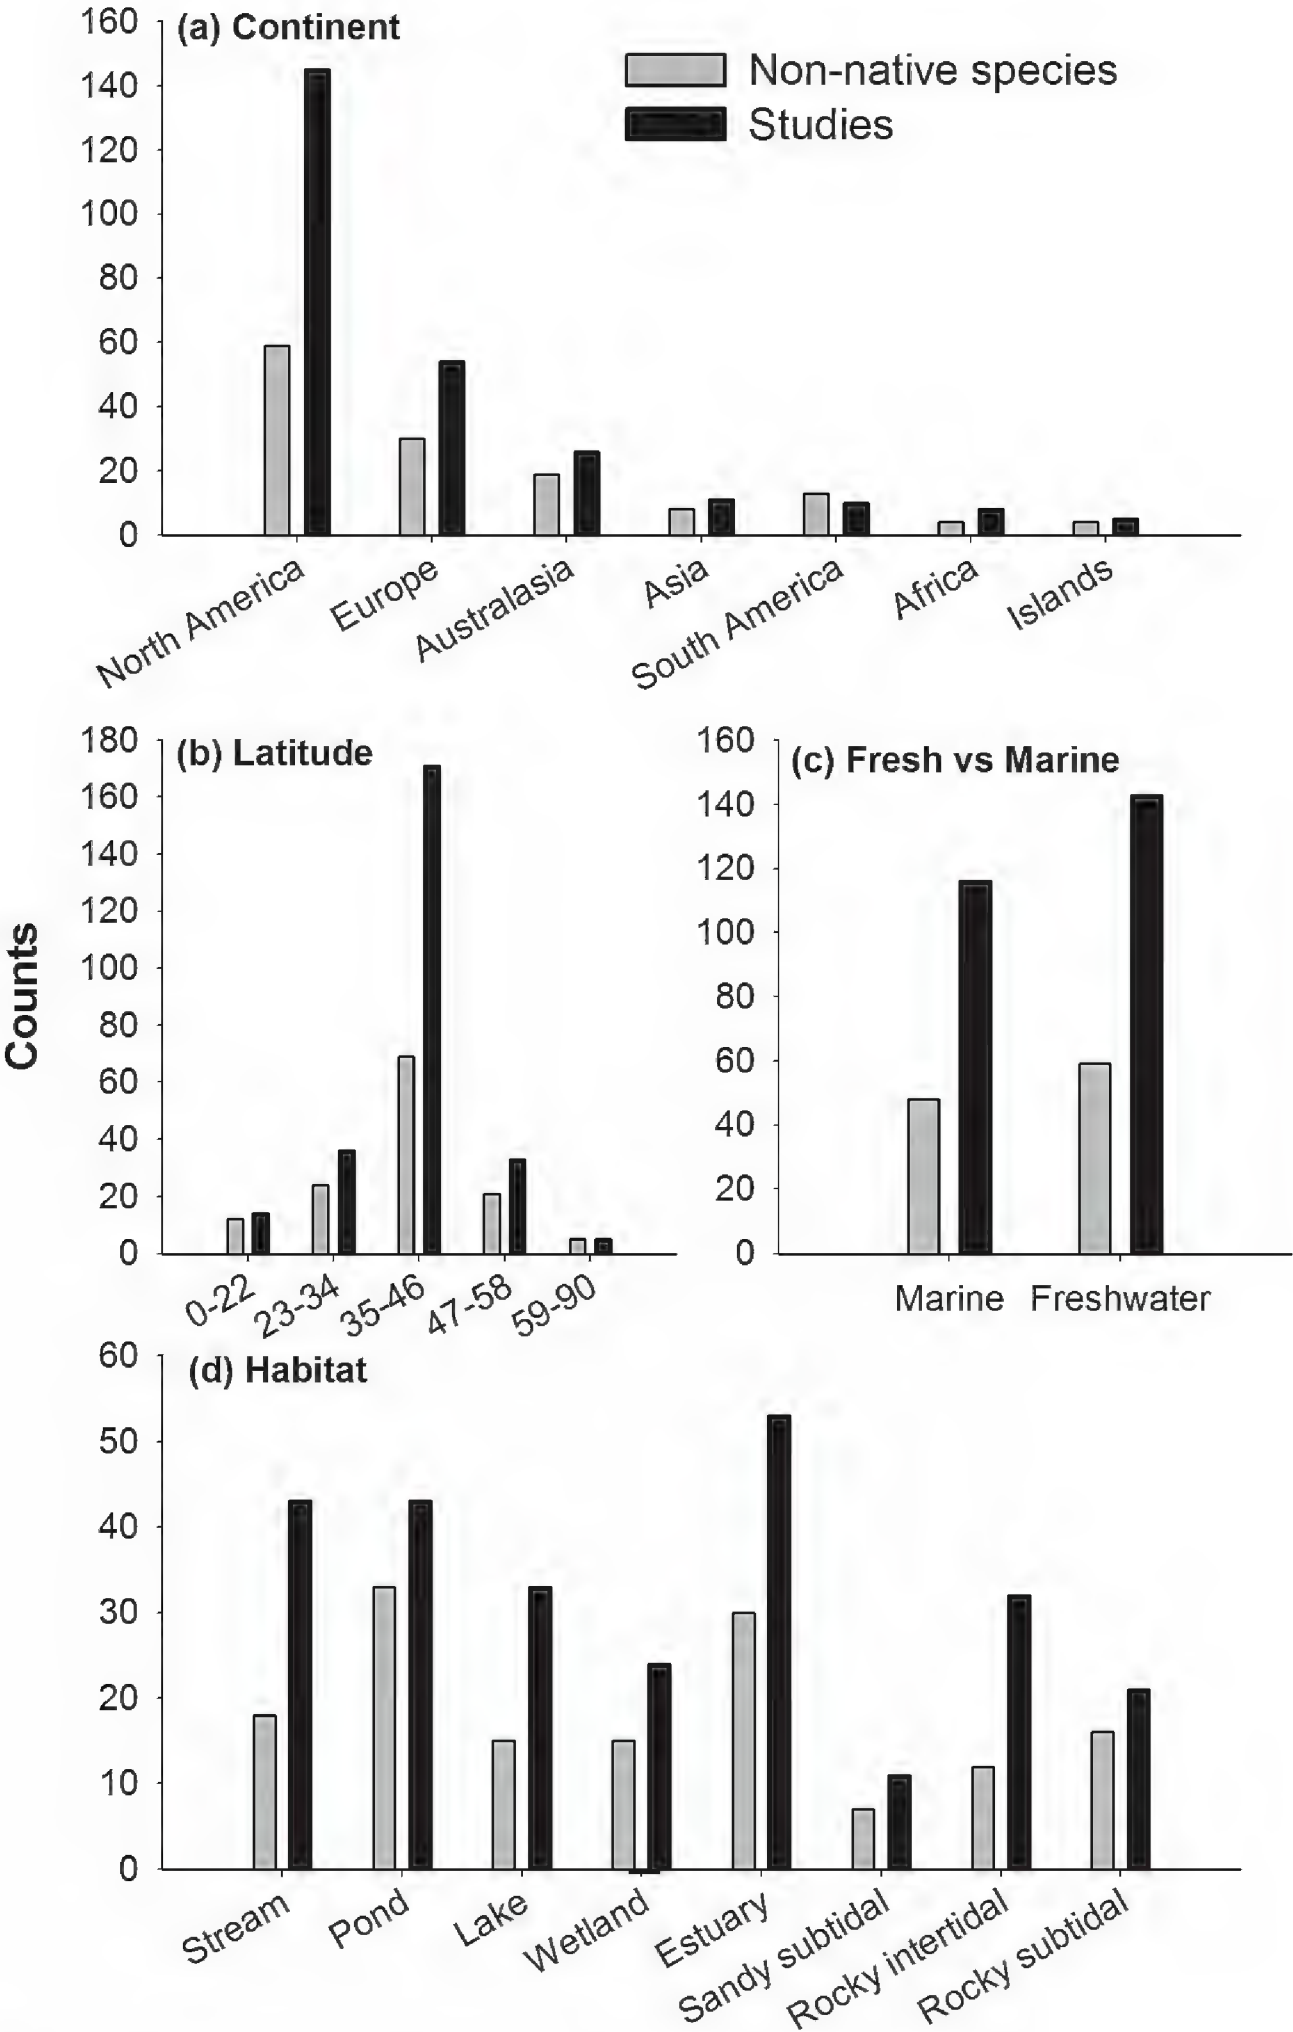 (a) Continent
Non-native species
Studies
160
140
120
100
80
60
40
20
0
North America
Europe
Australasia
Asia
South America
Africa
Islands
Counts
(b) Latitude
180
160
140
120
100
80
60
40
20
0
0-22
23-34
35-46
47-58
59-90
(c) Fresh vs Marine
160
140
120
100
80
60
40
20
0
Marine
Freshwater
(d) Habitat
60
50
40
30
20
10
0
Stream
Pond
Lake
Wetland
Estuary
Sandy subtidal
Rocky intertidal
Rocky subtidal